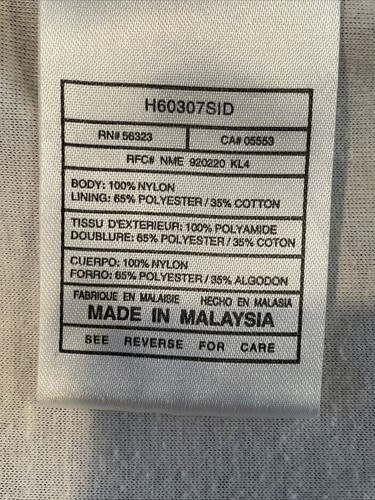 H60307SID
RN# 56323 CA# 05553
RFC# NME 920220 KL4
BODY: 100% NYLON
LINING: 65% POLYESTER / 35% COTTON
TISSU D'EXTERIEUR: 100% POLYAMIDE
DOUBLURE: 65% POLYESTER / 35% COTON
CUERPO: 100% NYLON
FORRO: 65% POLYESTER / 35% ALGODON
FABRIQUE EN MALAISIE HECHO EN MALASIA
MADE IN MALAYSIA
SEE REVERSE FOR CARE